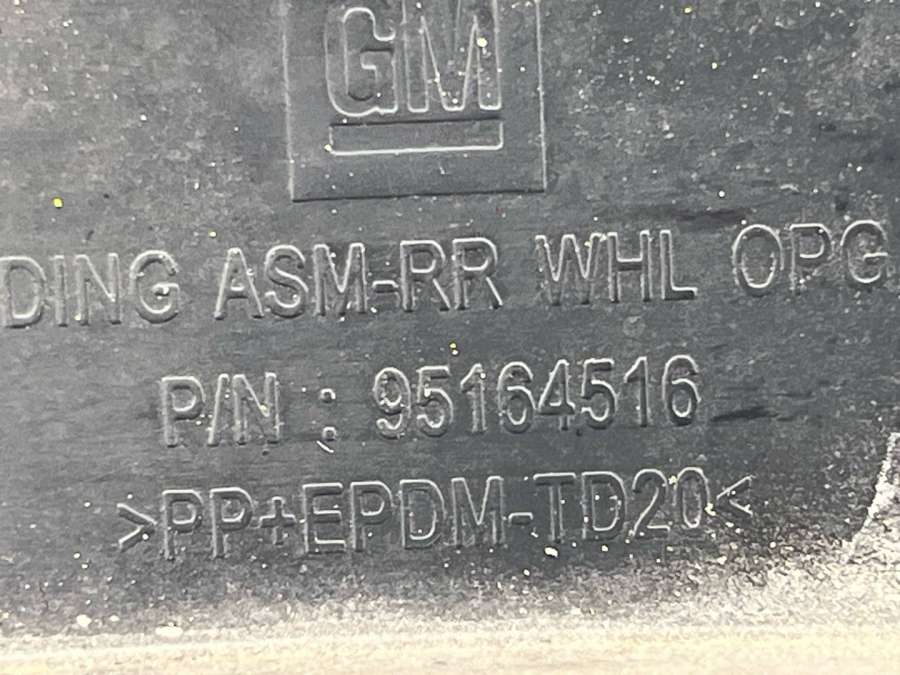 GM
DING ASM-RR WHL OPG
P/N : 95164516
>PP+EPDM-TD20<